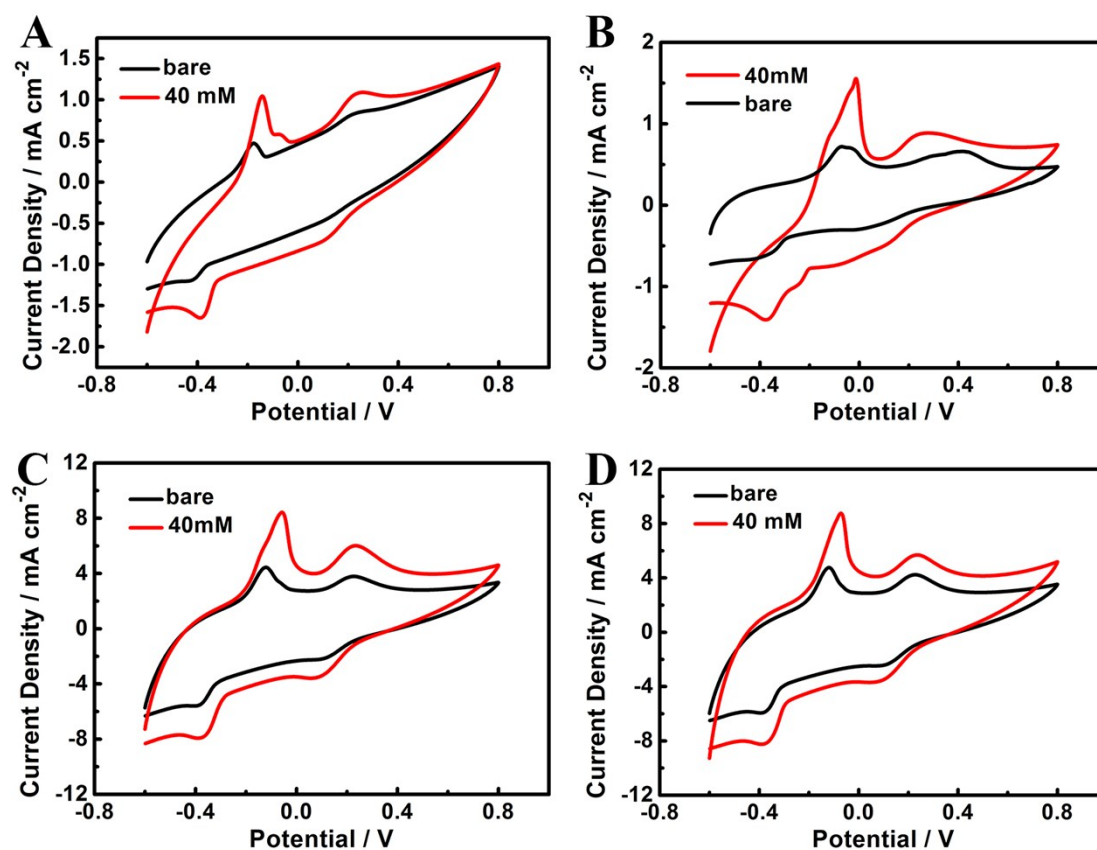 A
bare
40 mM
Current Density / mA cm-2
1.5
1.0
0.5
0.0
-0.5
-1.0
-1.5
-2.0
-0.8 -0.4 0.0 0.4 0.8
Potential / V
B
40mM
bare
Current Density / mA cm-2
2
1
0
-1
-2
-0.8 -0.4 0.0 0.4 0.8
Potential / V
C
bare
40mM
Current Density / mA cm-2
12
8
4
0
-4
-8
-12
-0.8 -0.4 0.0 0.4 0.8
Potential / V
D
bare
40 mM
Current Density / mA cm-2
12
8
4
0
-4
-8
-12
-0.8 -0.4 0.0 0.4 0.8
Potential / V